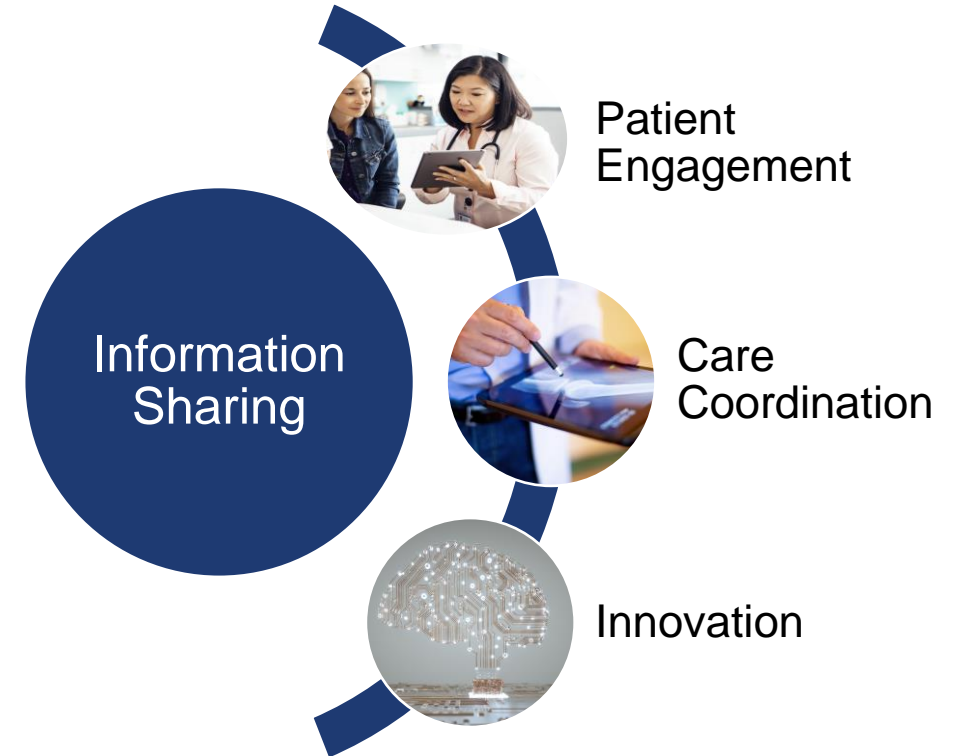 Patient
Engagement
Information
Sharing
Care
Coordination
Innovation